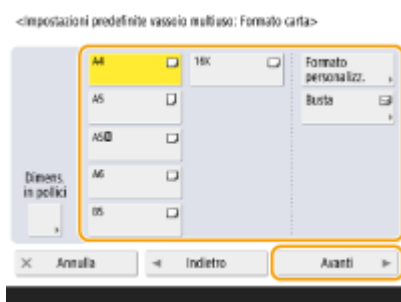 <Impostazioni predefinite vassoio multiuso: Formato carta>
A4
16K
Formato
personalizz.
A5
Busta
A5R
A6
Dimens.
in pollici
B5
Annulla
Indietro
Avanti